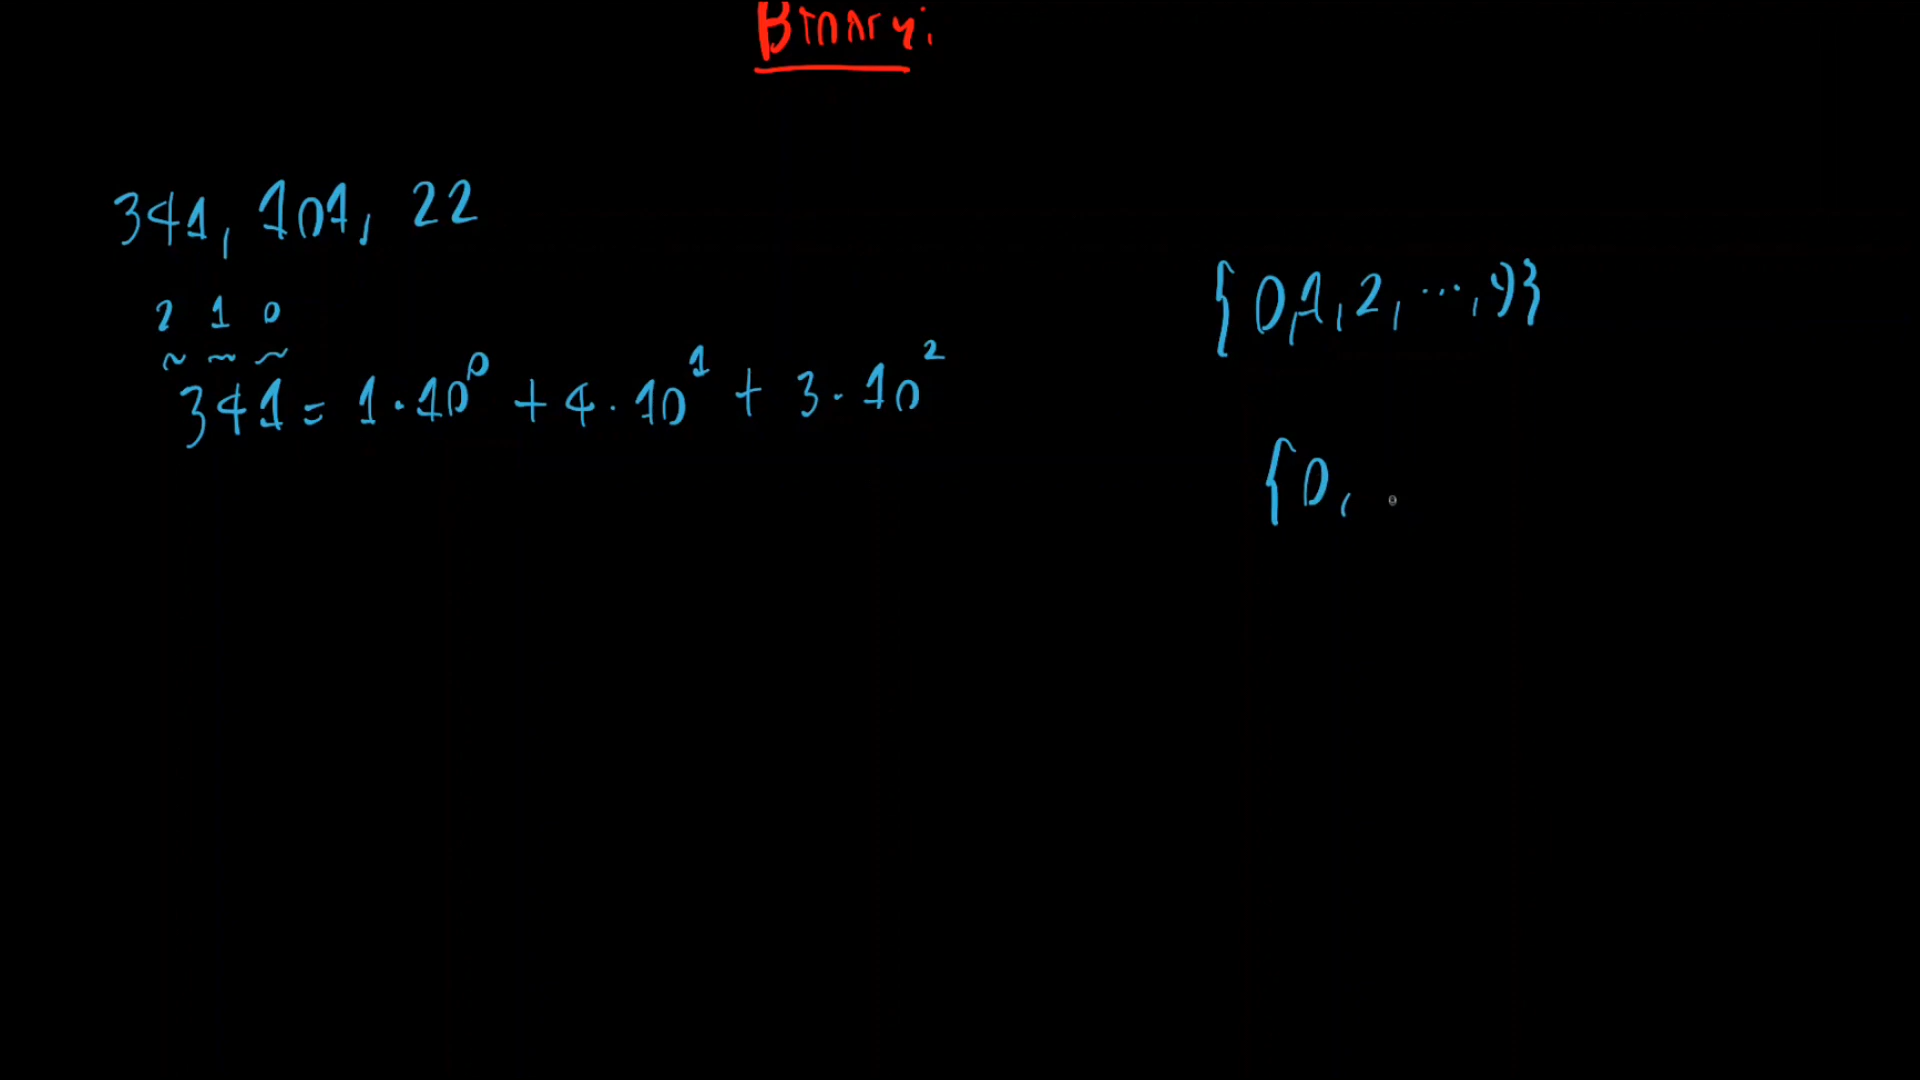 Binary:
341, 101, 22
{0,1,2,...,9}
2 1 0
341 = 1·10⁰ + 4·10¹ + 3·10²
{0,